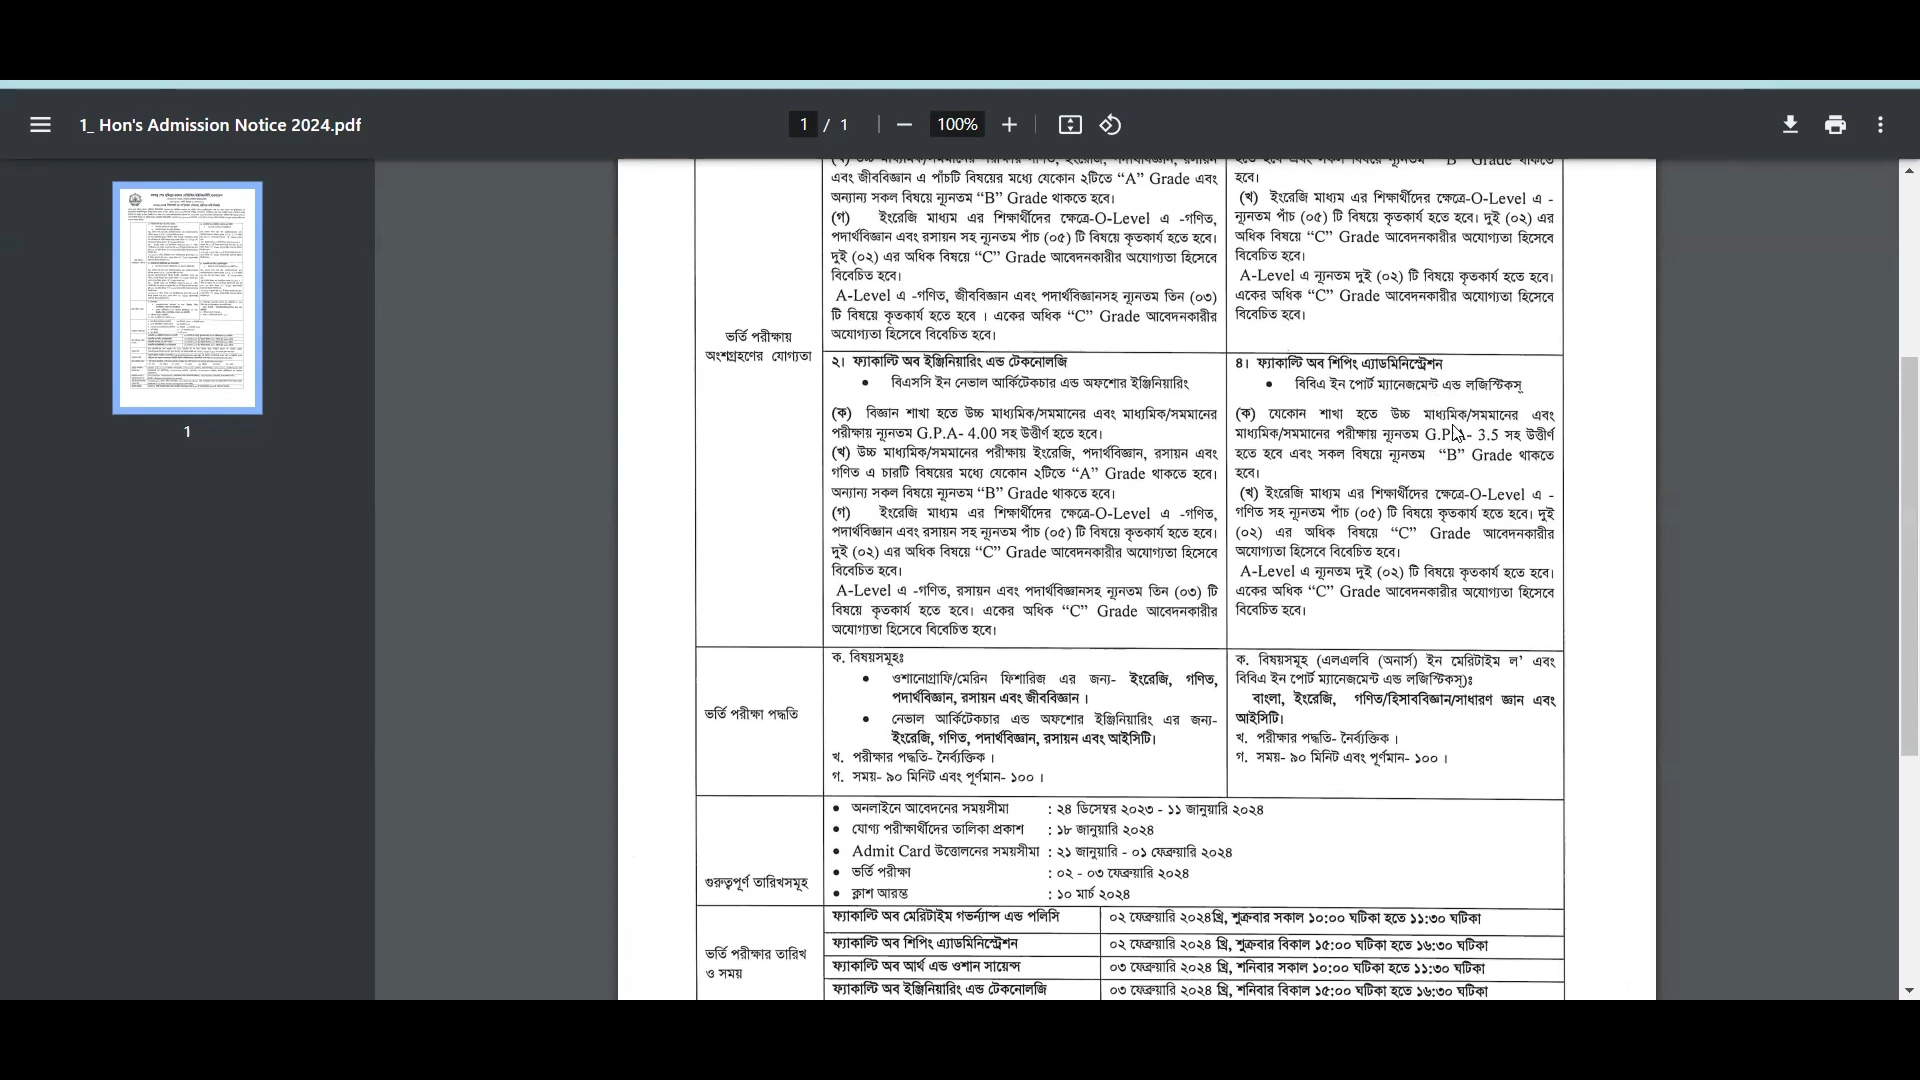 1_ Hon's Admission Notice 2024.pdf
1 / 1
100%
1
(খ) উচ্চ মাধ্যমিক/সমমানের পরীক্ষায় গণিত, ইংরেজি, পদার্থবিজ্ঞান, রসায়ন
এবং জীববিজ্ঞান এ পাঁচটি বিষয়ের মধ্যে যেকোন ২টিতে “A” Grade এবং
অন্যান্য সকল বিষয়ে ন্যূনতম “B” Grade থাকতে হবে।
(গ) ইংরেজি মাধ্যম এর শিক্ষার্থীদের ক্ষেত্রে-O-Level এ -গণিত,
পদার্থবিজ্ঞান এবং রসায়ন সহ ন্যূনতম পাঁচ (০৫) টি বিষয়ে কৃতকার্য হতে হবে।
দুই (০২) এর অধিক বিষয়ে “C” Grade আবেদনকারীর অযোগ্যতা হিসেবে
বিবেচিত হবে।
A-Level এ -গণিত, জীববিজ্ঞান এবং পদার্থবিজ্ঞানসহ ন্যূনতম তিন (০৩)
টি বিষয়ে কৃতকার্য হতে হবে । একের অধিক “C” Grade আবেদনকারীর
অযোগ্যতা হিসেবে বিবেচিত হবে।
হতে হবে এবং সকল বিষয়ে ন্যূনতম “B” Grade থাকতে
হবে।
(খ) ইংরেজি মাধ্যম এর শিক্ষার্থীদের ক্ষেত্রে-O-Level এ -
ন্যূনতম পাঁচ (০৫) টি বিষয়ে কৃতকার্য হতে হবে। দুই (০২) এর
অধিক বিষয়ে “C” Grade আবেদনকারীর অযোগ্যতা হিসেবে
বিবেচিত হবে।
A-Level এ ন্যূনতম দুই (০২) টি বিষয়ে কৃতকার্য হতে হবে।
একের অধিক “C” Grade আবেদনকারীর অযোগ্যতা হিসেবে
বিবেচিত হবে।
ভর্তি পরীক্ষায়
অংশগ্রহণের যোগ্যতা
২। ফ্যাকাল্টি অব ইঞ্জিনিয়ারিং এন্ড টেকনোলজি
• বিএসসি ইন নেভাল আর্কিটেকচার এন্ড অফশোর ইঞ্জিনিয়ারিং
(ক) বিজ্ঞান শাখা হতে উচ্চ মাধ্যমিক/সমমানের এবং মাধ্যমিক/সমমানের
পরীক্ষায় ন্যূনতম G.P.A- 4.00 সহ উত্তীর্ণ হতে হবে।
(খ) উচ্চ মাধ্যমিক/সমমানের পরীক্ষায় ইংরেজি, পদার্থবিজ্ঞান, রসায়ন এবং
গণিত এ চারটি বিষয়ের মধ্যে যেকোন ২টিতে “A” Grade থাকতে হবে।
অন্যান্য সকল বিষয়ে ন্যূনতম “B” Grade থাকতে হবে।
(গ) ইংরেজি মাধ্যম এর শিক্ষার্থীদের ক্ষেত্রে-O-Level এ -গণিত,
পদার্থবিজ্ঞান এবং রসায়ন সহ ন্যূনতম পাঁচ (০৫) টি বিষয়ে কৃতকার্য হতে হবে।
দুই (০২) এর অধিক বিষয়ে “C” Grade আবেদনকারীর অযোগ্যতা হিসেবে
বিবেচিত হবে।
A-Level এ -গণিত, রসায়ন এবং পদার্থবিজ্ঞানসহ ন্যূনতম তিন (০৩) টি
বিষয়ে কৃতকার্য হতে হবে। একের অধিক “C” Grade আবেদনকারীর
অযোগ্যতা হিসেবে বিবেচিত হবে।
৪। ফ্যাকাল্টি অব শিপিং এ্যাডমিনিস্ট্রেশন
• বিবিএ ইন পোর্ট ম্যানেজমেন্ট এন্ড লজিস্টিকস্
(ক) যেকোন শাখা হতে উচ্চ মাধ্যমিক/সমমানের এবং
মাধ্যমিক/সমমানের পরীক্ষায় ন্যূনতম G.P.A- 3.5 সহ উত্তীর্ণ
হতে হবে এবং সকল বিষয়ে ন্যূনতম “B” Grade থাকতে
হবে।
(খ) ইংরেজি মাধ্যম এর শিক্ষার্থীদের ক্ষেত্রে-O-Level এ -
গণিত সহ ন্যূনতম পাঁচ (০৫) টি বিষয়ে কৃতকার্য হতে হবে। দুই
(০২) এর অধিক বিষয়ে “C” Grade আবেদনকারীর
অযোগ্যতা হিসেবে বিবেচিত হবে।
A-Level এ ন্যূনতম দুই (০২) টি বিষয়ে কৃতকার্য হতে হবে।
একের অধিক “C” Grade আবেদনকারীর অযোগ্যতা হিসেবে
বিবেচিত হবে।
ভর্তি পরীক্ষা পদ্ধতি
ক. বিষয়সমূহঃ
• ওশানোগ্রাফি/মেরিন ফিশারিজ এর জন্য- ইংরেজি, গণিত,
পদার্থবিজ্ঞান, রসায়ন এবং জীববিজ্ঞান ।
• নেভাল আর্কিটেকচার এন্ড অফশোর ইঞ্জিনিয়ারিং এর জন্য-
ইংরেজি, গণিত, পদার্থবিজ্ঞান, রসায়ন এবং আইসিটি।
খ. পরীক্ষার পদ্ধতি- নৈর্ব্যক্তিক ।
গ. সময়- ৯০ মিনিট এবং পূর্ণমান- ১০০ ।
ক. বিষয়সমূহ (এলএলবি (অনার্স) ইন মেরিটাইম ল’ এবং
বিবিএ ইন পোর্ট ম্যানেজমেন্ট এন্ড লজিস্টিকস্)ঃ
বাংলা, ইংরেজি, গণিত/হিসাববিজ্ঞান/সাধারণ জ্ঞান এবং
আইসিটি।
খ. পরীক্ষার পদ্ধতি- নৈর্ব্যক্তিক ।
গ. সময়- ৯০ মিনিট এবং পূর্ণমান- ১০০ ।
গুরুত্বপূর্ণ তারিখসমূহ
• অনলাইনে আবেদনের সময়সীমা : ২৪ ডিসেম্বর ২০২৩ - ১১ জানুয়ারি ২০২৪
• যোগ্য পরীক্ষার্থীদের তালিকা প্রকাশ : ১৮ জানুয়ারি ২০২৪
• Admit Card উত্তোলনের সময়সীমা : ২১ জানুয়ারি - ০১ ফেব্রুয়ারি ২০২৪
• ভর্তি পরীক্ষা : ০২ - ০৩ ফেব্রুয়ারি ২০২৪
• ক্লাশ আরম্ভ : ১০ মার্চ ২০২৪
ভর্তি পরীক্ষার তারিখ
ও সময়
ফ্যাকাল্টি অব মেরিটাইম গভর্ন্যান্স এন্ড পলিসি ০২ ফেব্রুয়ারি ২০২৪খ্রি, শুক্রবার সকাল ১০:০০ ঘটিকা হতে ১১:৩০ ঘটিকা
ফ্যাকাল্টি অব শিপিং এ্যাডমিনিস্ট্রেশন ০২ ফেব্রুয়ারি ২০২৪ খ্রি, শুক্রবার বিকাল ১৫:০০ ঘটিকা হতে ১৬:৩০ ঘটিকা
ফ্যাকাল্টি অব আর্থ এন্ড ওশান সায়েন্স ০৩ ফেব্রুয়ারি ২০২৪ খ্রি, শনিবার সকাল ১০:০০ ঘটিকা হতে ১১:৩০ ঘটিকা
ফ্যাকাল্টি অব ইঞ্জিনিয়ারিং এন্ড টেকনোলজি ০৩ ফেব্রুয়ারি ২০২৪ খ্রি, শনিবার বিকাল ১৫:০০ ঘটিকা হতে ১৬:৩০ ঘটিকা